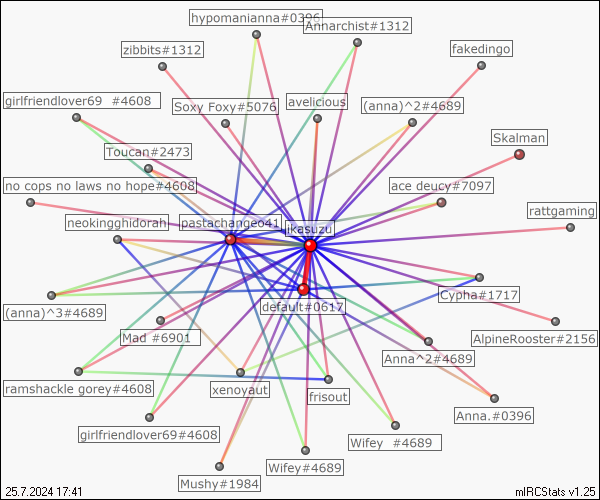 hypomanianna#0396
Annarchist#1312
zibbits#1312
fakedingo
girlfriendlover69 #4608
Soxy Foxy#5076
avelicious
(anna)^2#4689
Toucan#2473
Skalman
no cops no laws no hope#4608
ace deucy#7097
neokingghidorah
pastachangeo41
ikasuzu
rattgaming
(anna)^3#4689
default#0617
Cypha#1717
Mad #6901
AlpineRooster#2156
Anna^2#4689
ramshackle gorey#4608
xenoyaut
frisout
Anna.#0396
girlfriendlover69#4608
Wifey #4689
Wifey#4689
Mushy#1984
25.7.2024 17:41
mIRCStats v1.25